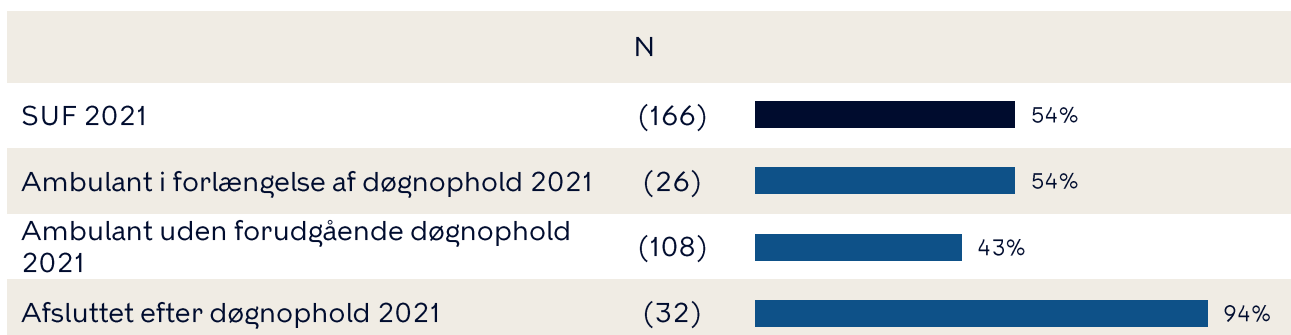 N
SUF 2021 (166) 54%
Ambulant i forlængelse af døgnophold 2021 (26) 54%
Ambulant uden forudgående døgnophold
2021 (108) 43%
Afsluttet efter døgnophold 2021 (32) 94%